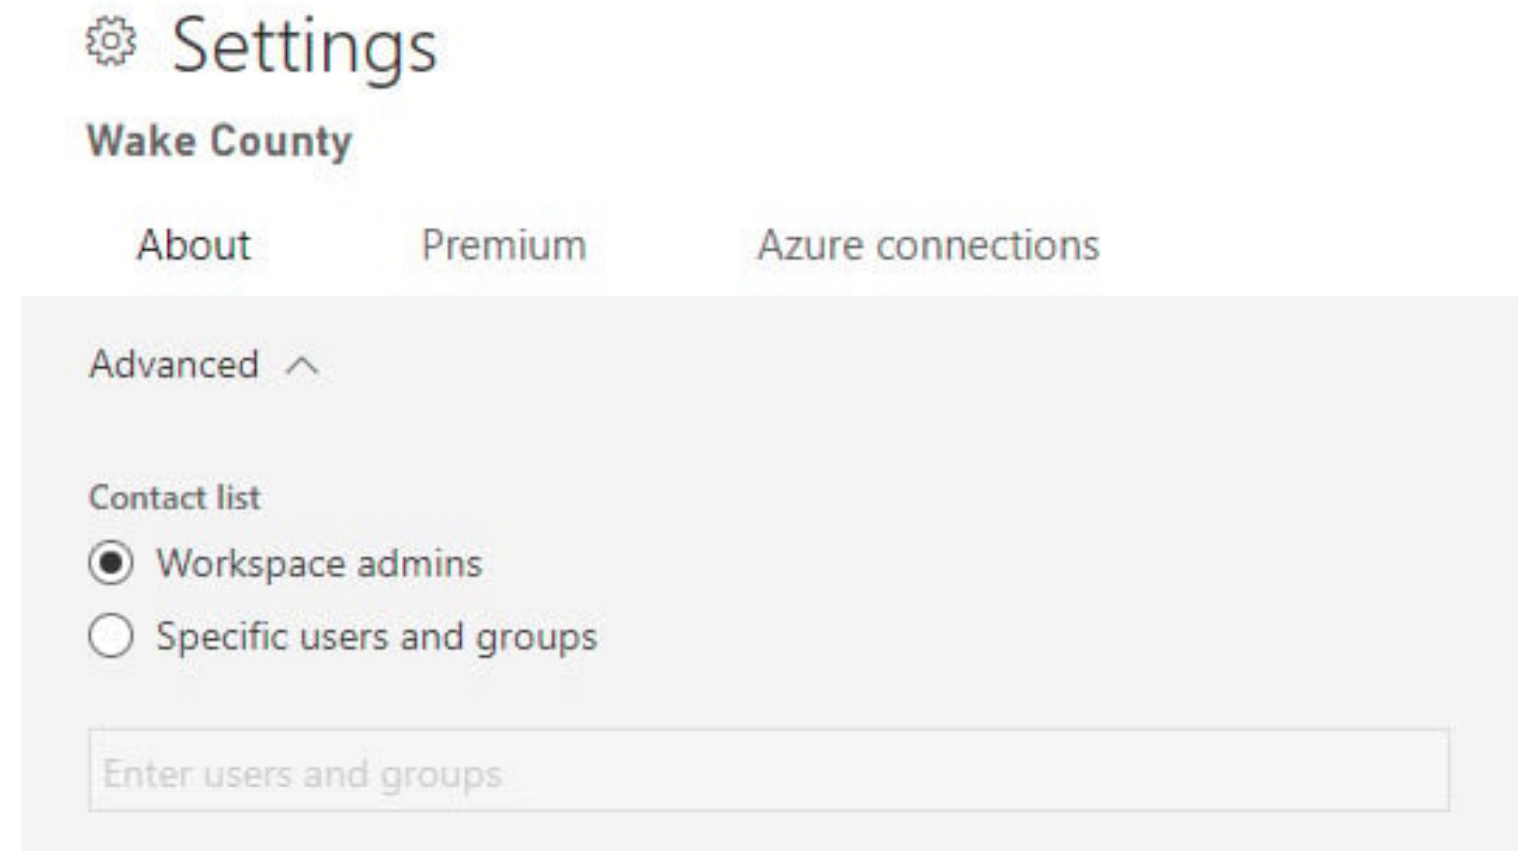 Settings
Wake County
About Premium Azure connections
Advanced
Contact list
Workspace admins
Specific users and groups
Enter users and groups